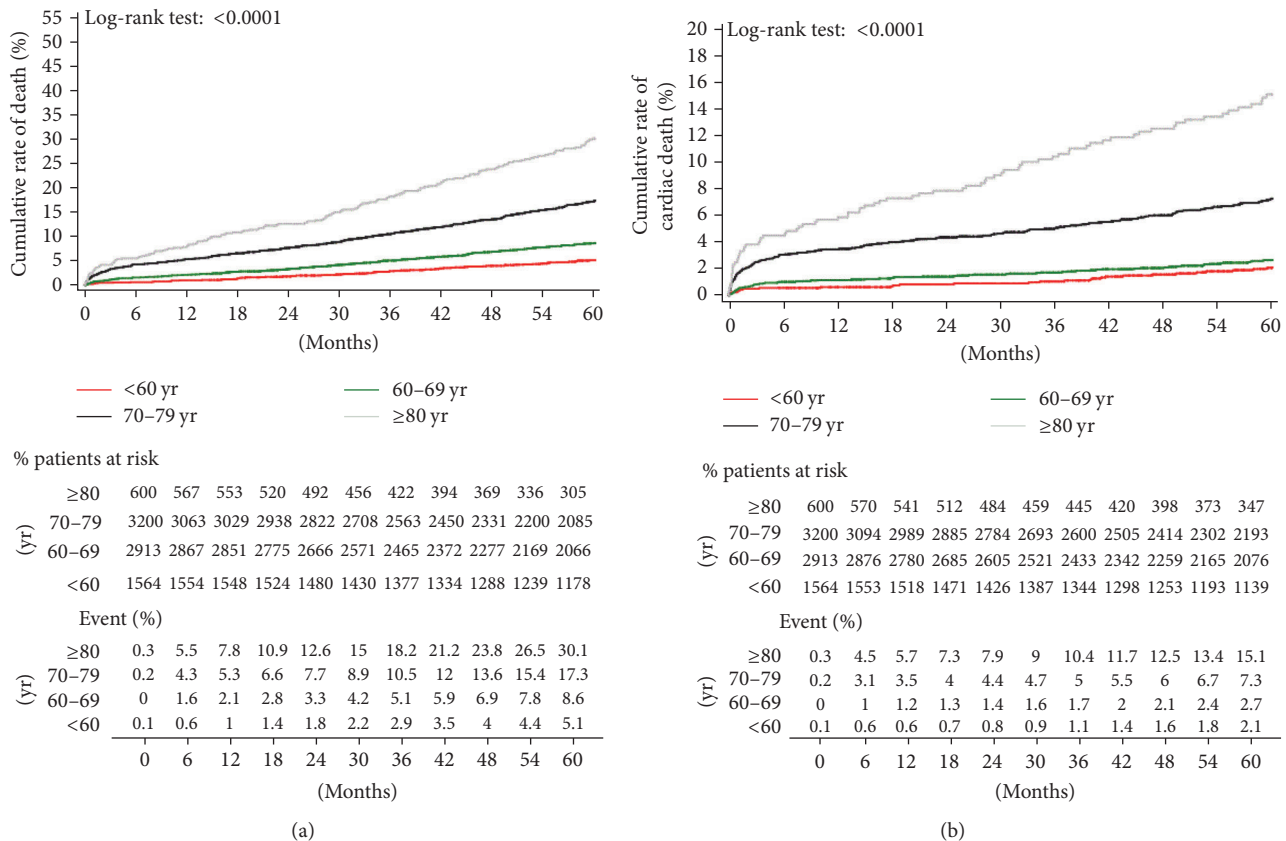 Log-rank test: <0.0001
Cumulative rate of death (%)
55
50
45
40
35
30
25
20
15
10
5
0
0 6 12 18 24 30 36 42 48 54 60
(Months)
<60 yr
60–69 yr
70–79 yr
≥80 yr
% patients at risk
(yr)
≥80 600 567 553 520 492 456 422 394 369 336 305
70–79 3200 3063 3029 2938 2822 2708 2563 2450 2331 2200 2085
60–69 2913 2867 2851 2775 2666 2571 2465 2372 2277 2169 2066
<60 1564 1554 1548 1524 1480 1430 1377 1334 1288 1239 1178
Event (%)
(yr)
≥80 0.3 5.5 7.8 10.9 12.6 15 18.2 21.2 23.8 26.5 30.1
70–79 0.2 4.3 5.3 6.6 7.7 8.9 10.5 12 13.6 15.4 17.3
60–69 0 1.6 2.1 2.8 3.3 4.2 5.1 5.9 6.9 7.8 8.6
<60 0.1 0.6 1 1.4 1.8 2.2 2.9 3.5 4 4.4 5.1
0 6 12 18 24 30 36 42 48 54 60
(Months)
(a)
Log-rank test: <0.0001
Cumulative rate of
cardiac death (%)
20
18
16
14
12
10
8
6
4
2
0
0 6 12 18 24 30 36 42 48 54 60
(Months)
<60 yr
60–69 yr
70–79 yr
≥80 yr
% patients at risk
(yr)
≥80 600 570 541 512 484 459 445 420 398 373 347
70–79 3200 3094 2989 2885 2784 2693 2600 2505 2414 2302 2193
60–69 2913 2876 2780 2685 2605 2521 2433 2342 2259 2165 2076
<60 1564 1553 1518 1471 1426 1387 1344 1298 1253 1193 1139
Event (%)
(yr)
≥80 0.3 4.5 5.7 7.3 7.9 9 10.4 11.7 12.5 13.4 15.1
70–79 0.2 3.1 3.5 4 4.4 4.7 5 5.5 6 6.7 7.3
60–69 0 1 1.2 1.3 1.4 1.6 1.7 2 2.1 2.4 2.7
<60 0.1 0.6 0.6 0.7 0.8 0.9 1.1 1.4 1.6 1.8 2.1
0 6 12 18 24 30 36 42 48 54 60
(Months)
(b)